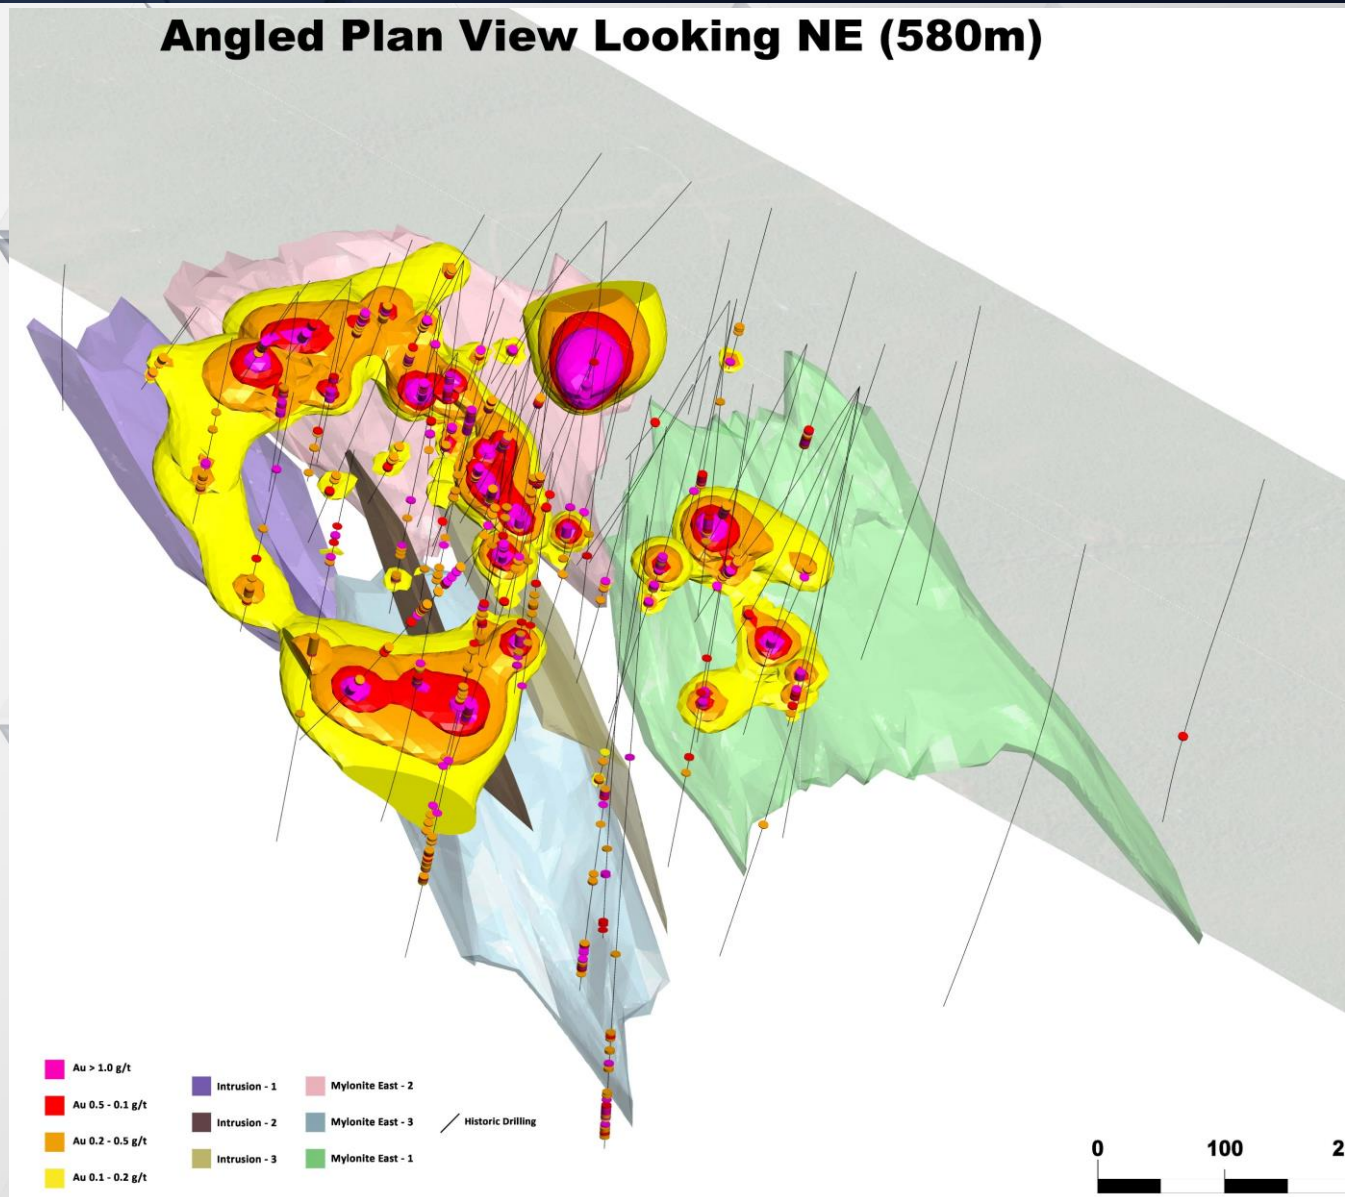 Angled Plan View Looking NE (580m)
Au > 1.0 g/t
Au 0.5 - 0.1 g/t
Au 0.2 - 0.5 g/t
Au 0.1 - 0.2 g/t
Intrusion - 1
Intrusion - 2
Intrusion - 3
Mylonite East - 2
Mylonite East - 3
Mylonite East - 1
Historic Drilling
0 100 2